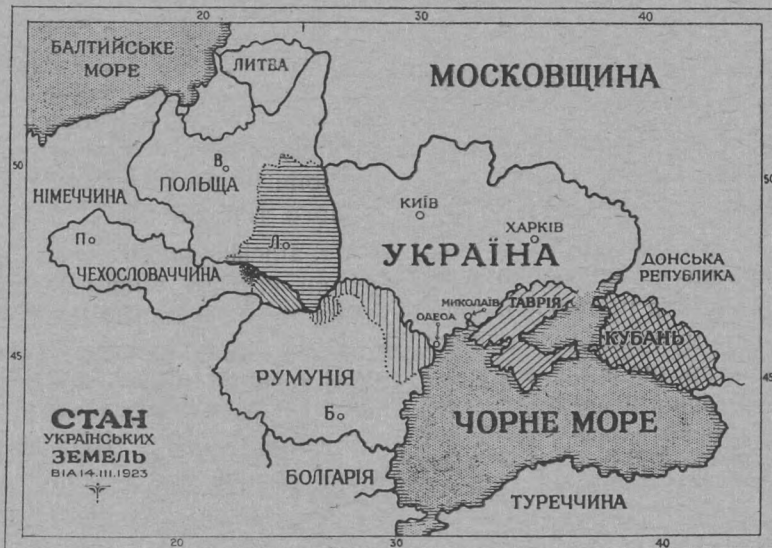 20
30
40
БАЛТИЙСЬКЕ
МОРЕ
ЛИТВА
МОСКОВЩИНА
50
50
В
ПОЛЬЩА
НІМЕЧЧИНА
КИЇВ
ХАРКІВ
П
Л
УКРАЇНА
ДОНСЬКА
РЕПУБЛИКА
ЧЕХОСЛОВАЧЧИНА
МИКОЛАЇВ
ТАВРІЯ
ОДЕСА
КУБАНЬ
45
45
РУМУНІЯ
Б
ЧОРНЕ МОРЕ
СТАН
УКРАЇНСЬКИХ
ЗЕМЕЛЬ
ВІД 14.III.1923
БОЛГАРІЯ
ТУРЕЧЧИНА
20
30
40